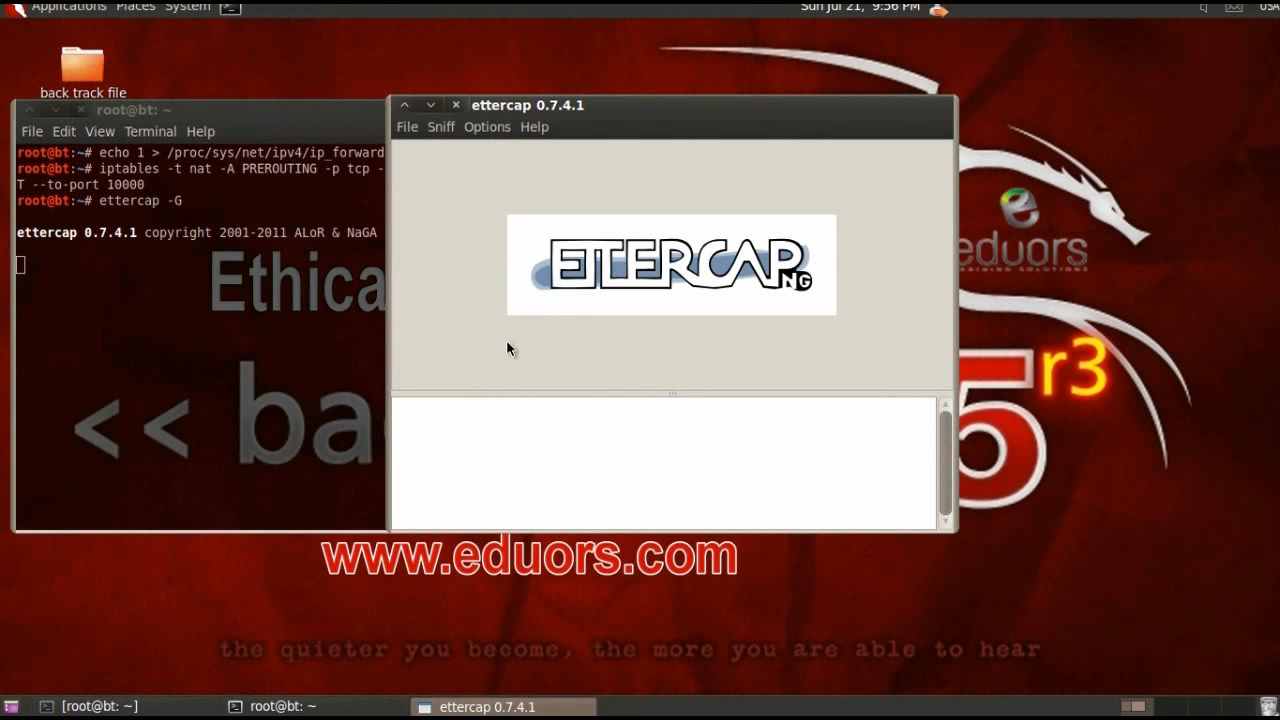 Applications Places System
Sun Jul 21, 9:56 PM
USA
back track file
root@bt: ~
File Edit View Terminal Help
root@bt:~# echo 1 > /proc/sys/net/ipv4/ip_forward
root@bt:~# iptables -t nat -A PREROUTING -p tcp -
T --to-port 10000
root@bt:~# ettercap -G
ettercap 0.7.4.1 copyright 2001-2011 ALoR & NaGA
ettercap 0.7.4.1
File Sniff Options Help
ETTERCAP
NG
eduors
Ethica
<< ba
5
r3
www.eduors.com
the quieter you become, the more you are able to hear
[root@bt: ~]
root@bt: ~
ettercap 0.7.4.1